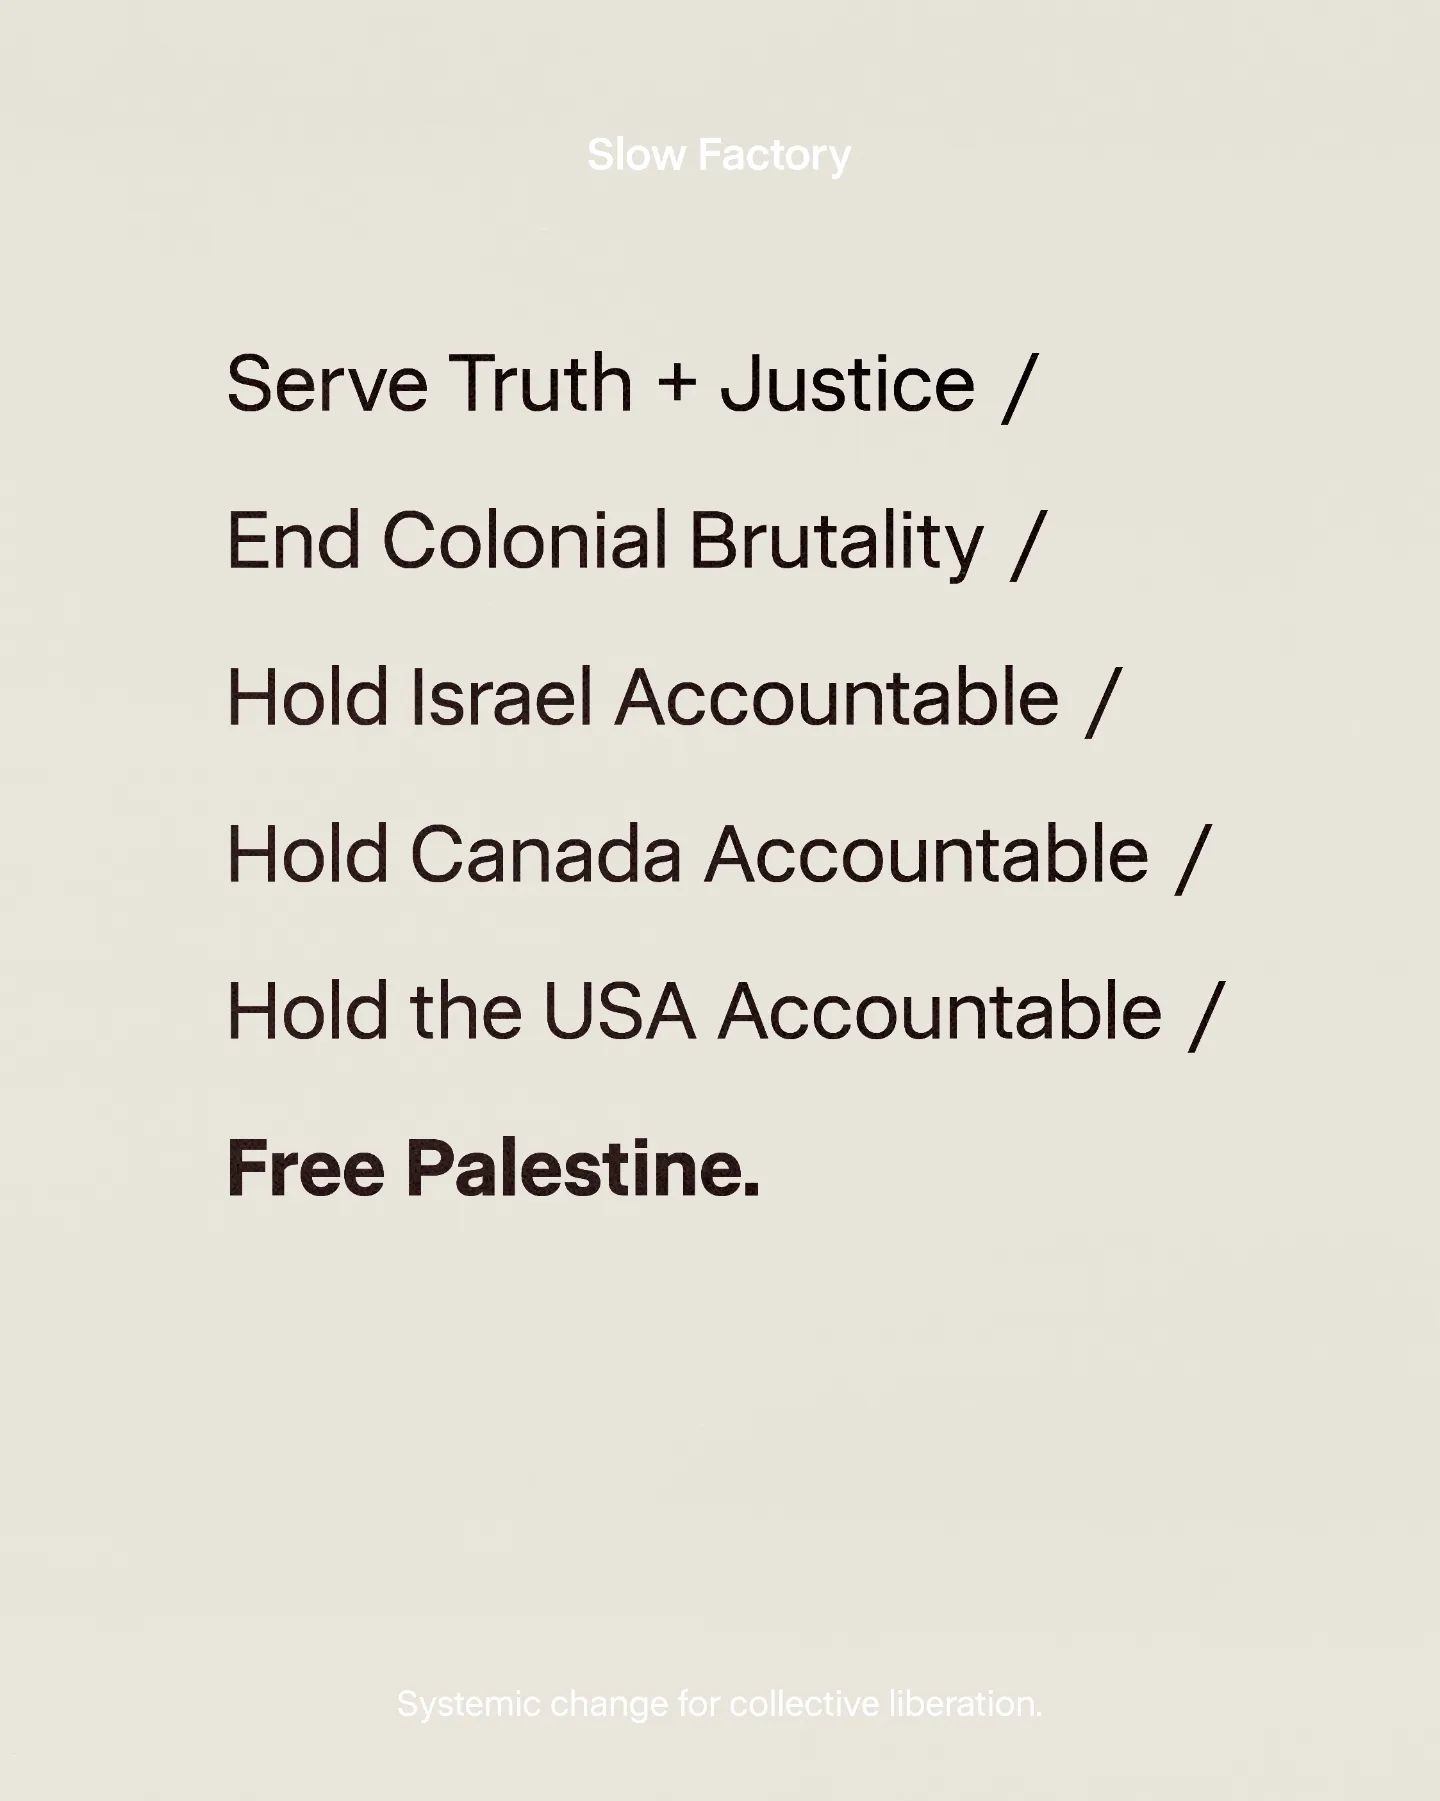 Slow Factory
Serve Truth + Justice /
End Colonial Brutality /
Hold Israel Accountable /
Hold Canada Accountable /
Hold the USA Accountable /
Free Palestine.
Systemic change for collective liberation.